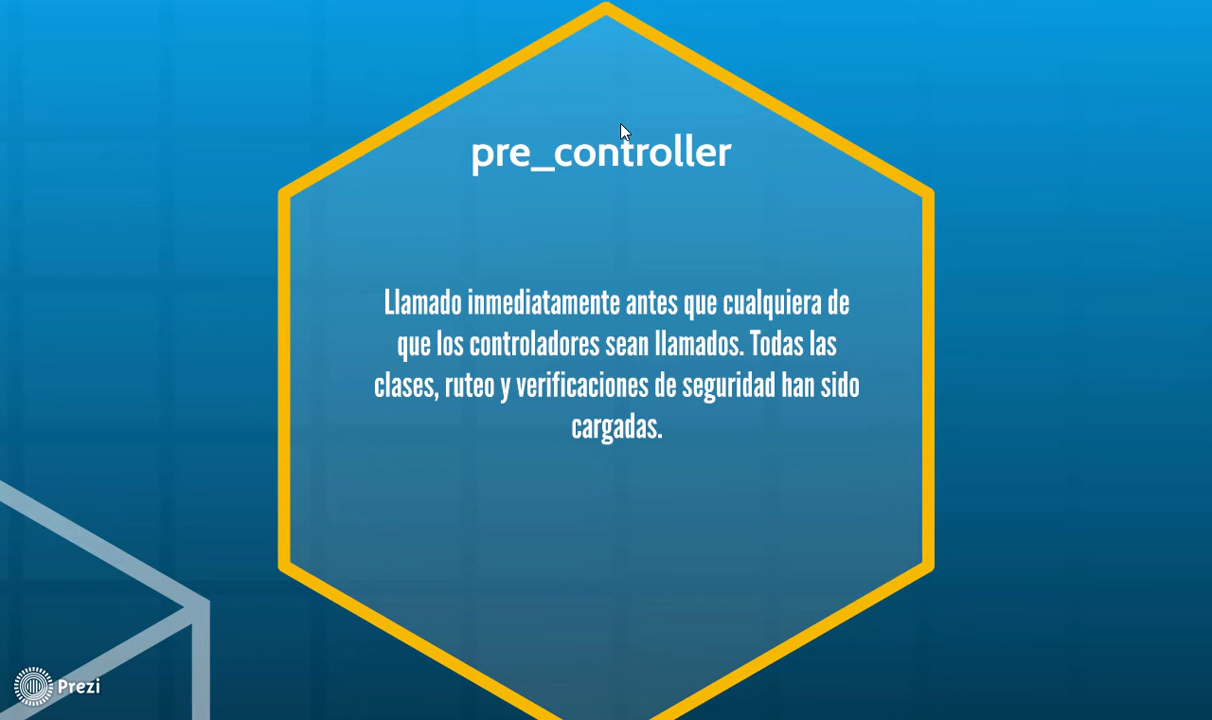 pre_controller
Llamado inmediatamente antes que cualquiera de
que los controladores sean llamados. Todas las
clases, ruteo y verificaciones de seguridad han sido
cargadas.
Prezi